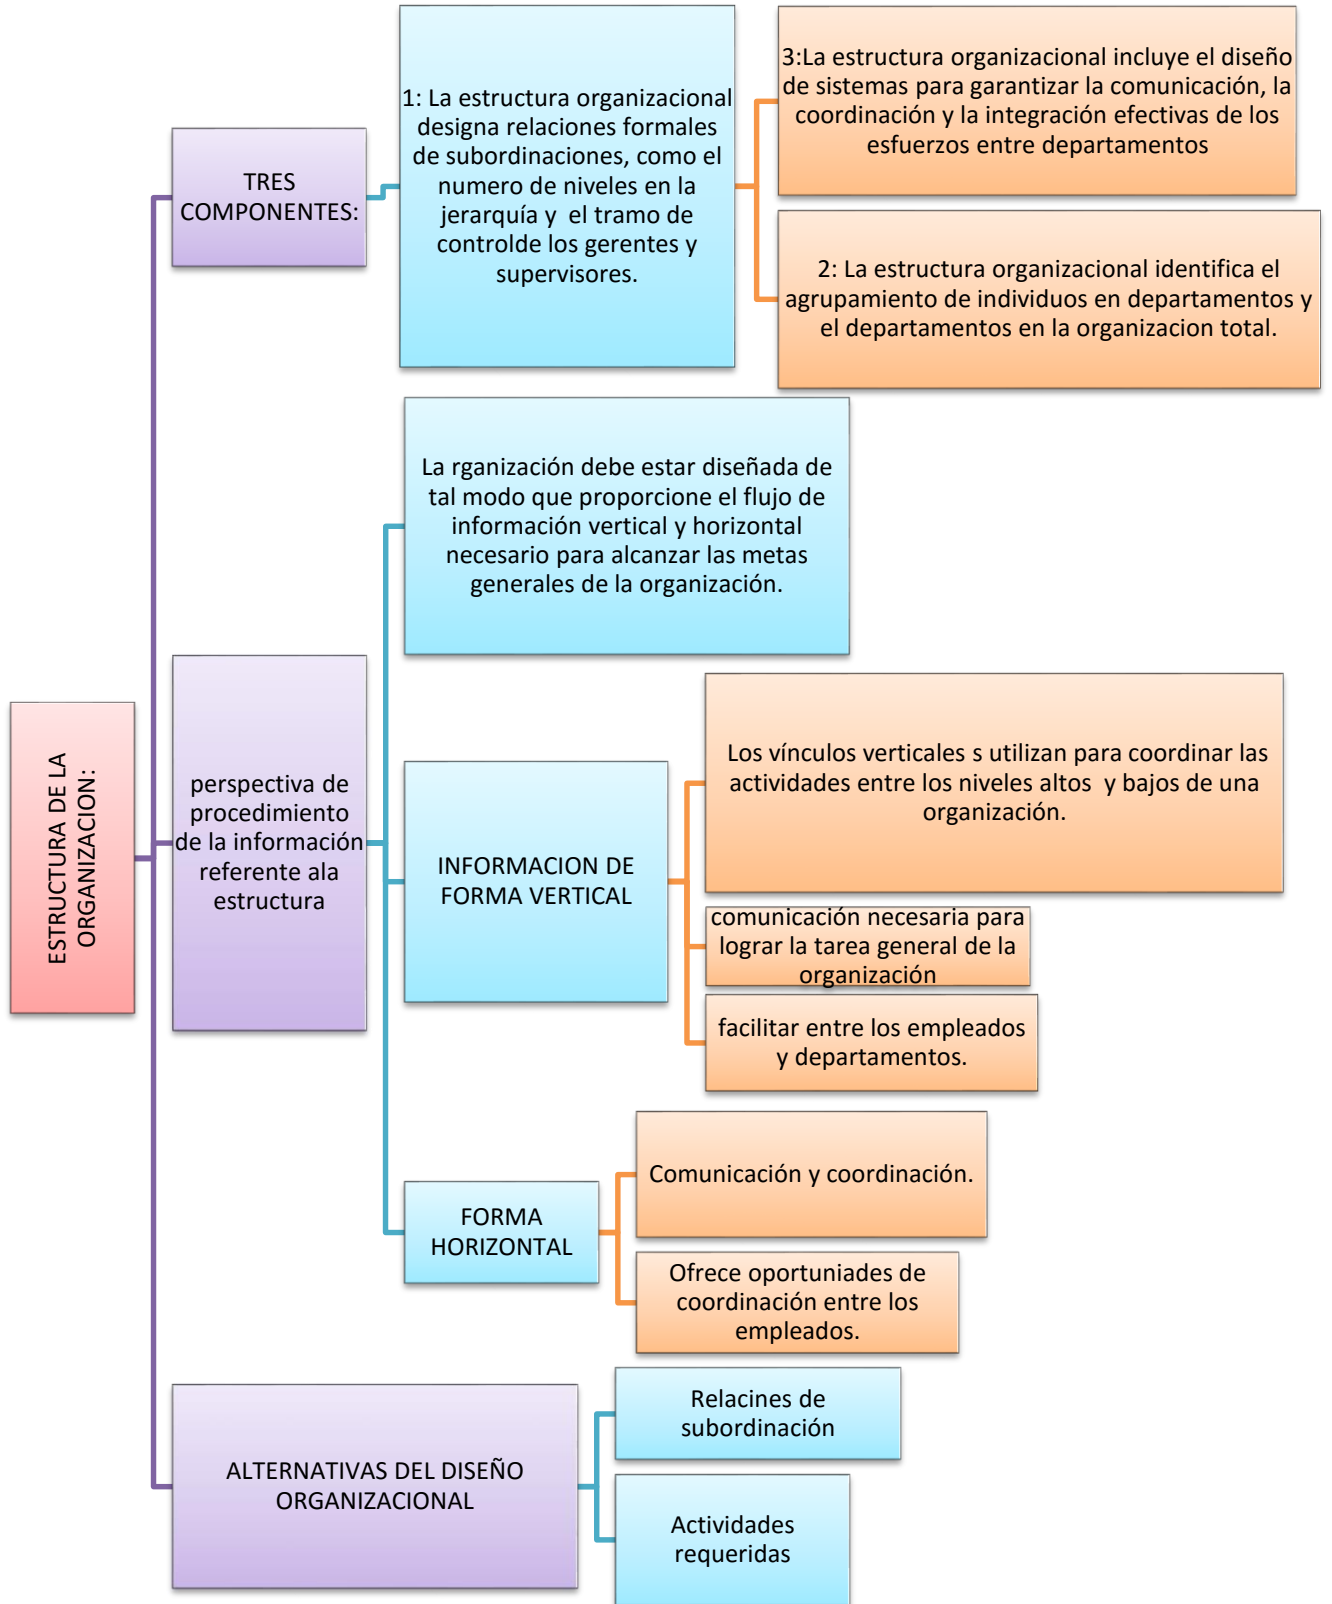 ESTRUCTURA DE LA
ORGANIZACION:
TRES
COMPONENTES:
1: La estructura organizacional
designa relaciones formales
de subordinaciones, como el
numero de niveles en la
jerarquía y el tramo de
controlde los gerentes y
supervisores.
3:La estructura organizacional incluye el diseño
de sistemas para garantizar la comunicación, la
coordinación y la integración efectivas de los
esfuerzos entre departamentos
2: La estructura organizacional identifica el
agrupamiento de individuos en departamentos y
el departamentos en la organizacion total.
perspectiva de
procedimiento
de la información
referente ala
estructura
La rganización debe estar diseñada de
tal modo que proporcione el flujo de
información vertical y horizontal
necesario para alcanzar las metas
generales de la organización.
INFORMACION DE
FORMA VERTICAL
Los vínculos verticales s utilizan para coordinar las
actividades entre los niveles altos y bajos de una
organización.
comunicación necesaria para
lograr la tarea general de la
organización
facilitar entre los empleados
y departamentos.
FORMA
HORIZONTAL
Comunicación y coordinación.
Ofrece oportuniades de
coordinación entre los
empleados.
ALTERNATIVAS DEL DISEÑO
ORGANIZACIONAL
Relacines de
subordinación
Actividades
requeridas